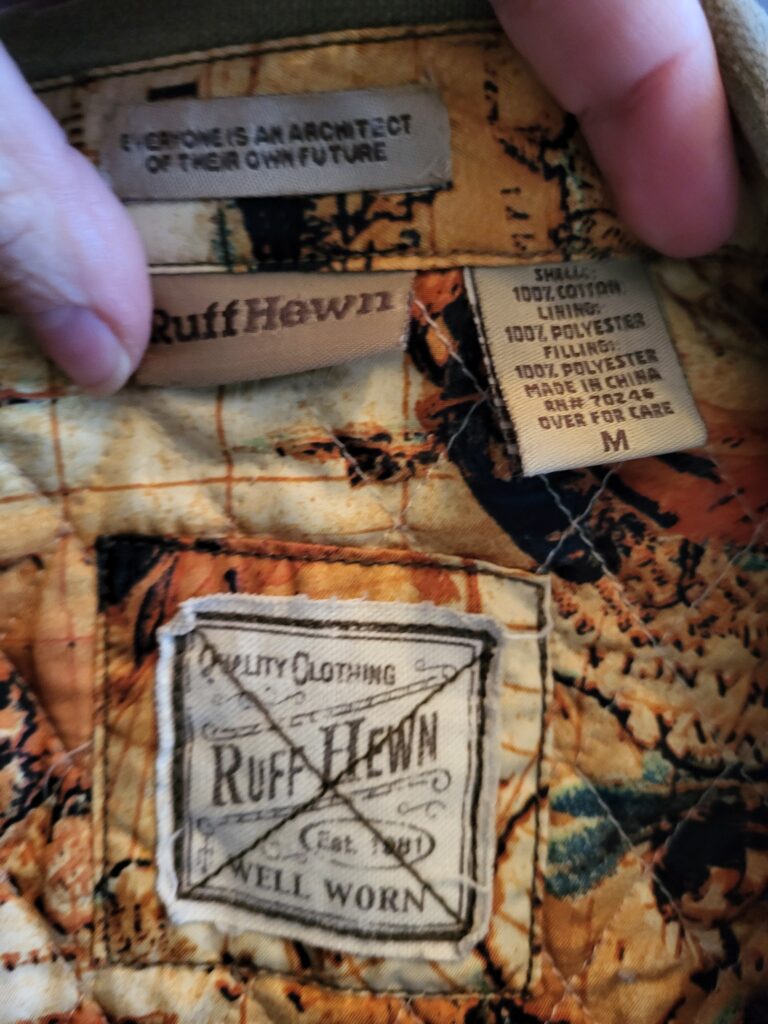 EVERYONE IS AN ARCHITECT
OF THEIR OWN FUTURE
RuffHewn
SHELL:
100% COTTON
LINING:
100% POLYESTER
FILLING:
100% POLYESTER
MADE IN CHINA
RN# 70246
OVER FOR CARE
M
QUALITY CLOTHING
RUFF HEWN
Est. 1981
WELL WORN